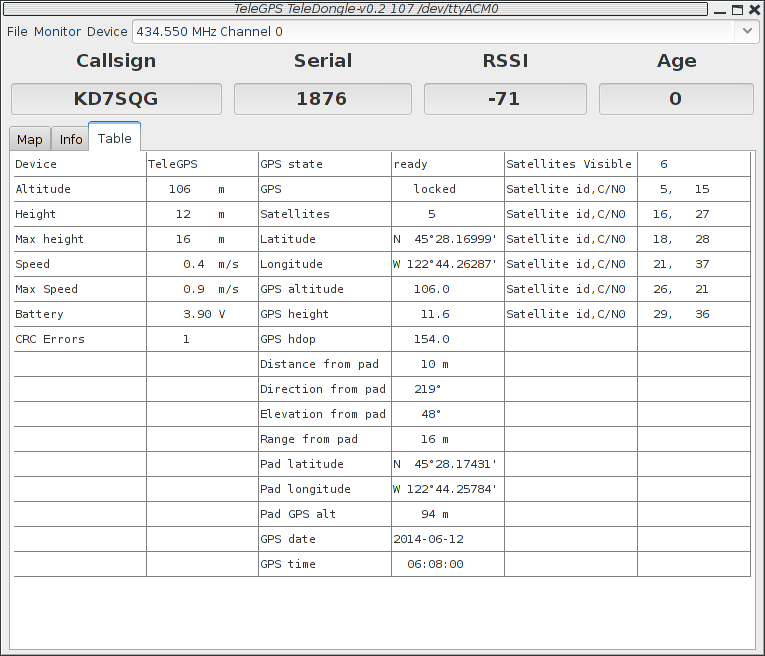 TeleGPS TeleDongle-v0.2 107 /dev/ttyACM0
File Monitor Device 434.550 MHz Channel 0
Callsign Serial RSSI Age
KD7SQG 1876 -71 0
Map Info Table
Device TeleGPS GPS state ready Satellites Visible 6
Altitude 106 m GPS locked Satellite id,C/N0 5, 15
Height 12 m Satellites 5 Satellite id,C/N0 16, 27
Max height 16 m Latitude N 45°28.16999' Satellite id,C/N0 18, 28
Speed 0.4 m/s Longitude W 122°44.26287' Satellite id,C/N0 21, 37
Max Speed 0.9 m/s GPS altitude 106.0 Satellite id,C/N0 26, 21
Battery 3.90 V GPS height 11.6 Satellite id,C/N0 29, 36
CRC Errors 1 GPS hdop 154.0
Distance from pad 10 m
Direction from pad 219°
Elevation from pad 48°
Range from pad 16 m
Pad latitude N 45°28.17431'
Pad longitude W 122°44.25784'
Pad GPS alt 94 m
GPS date 2014-06-12
GPS time 06:08:00